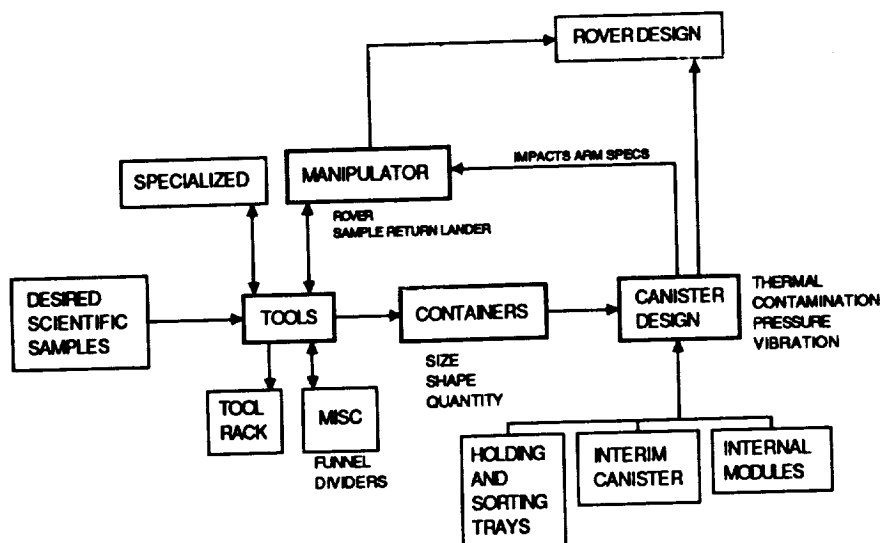 ROVER DESIGN
IMPACTS ARM SPECS
SPECIALIZED
MANIPULATOR
ROVER
SAMPLE RETURN LANDER
DESIRED
SCIENTIFIC
SAMPLES
TOOLS
CONTAINERS
CANISTER
DESIGN
THERMAL
CONTAMINATION
PRESSURE
VIBRATION
SIZE
SHAPE
QUANTITY
TOOL
RACK
MISC
FUNNEL
DIVIDERS
HOLDING
AND
SORTING
TRAYS
INTERIM
CANISTER
INTERNAL
MODULES